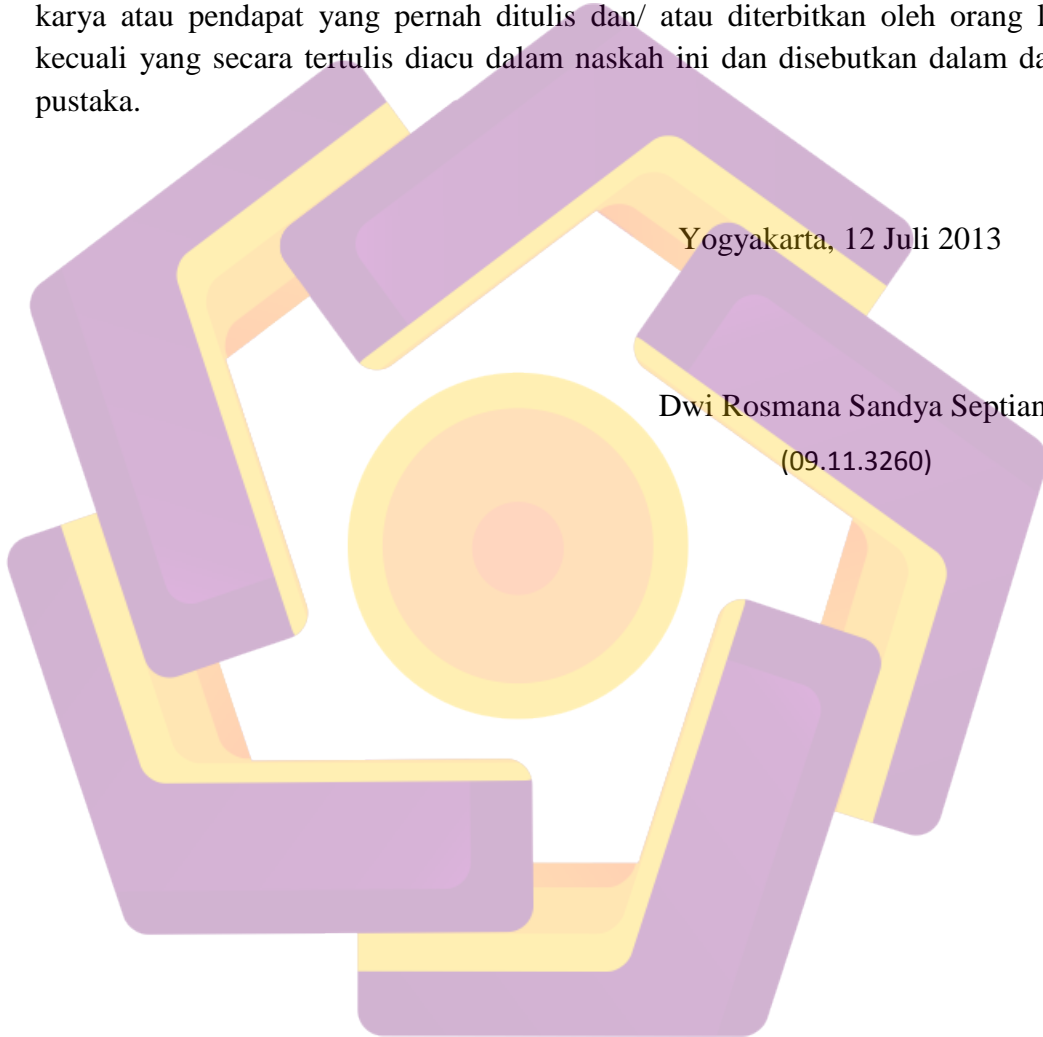 karya atau pendapat yang pernah ditulis dan/ atau diterbitkan oleh orang
kecuali yang secara tertulis diacu dalam naskah ini dan disebutkan dalam
pustaka.
Yogyakarta, 12 Juli 2013
Dwi Rosmana Sandya Septian
(09.11.3260)